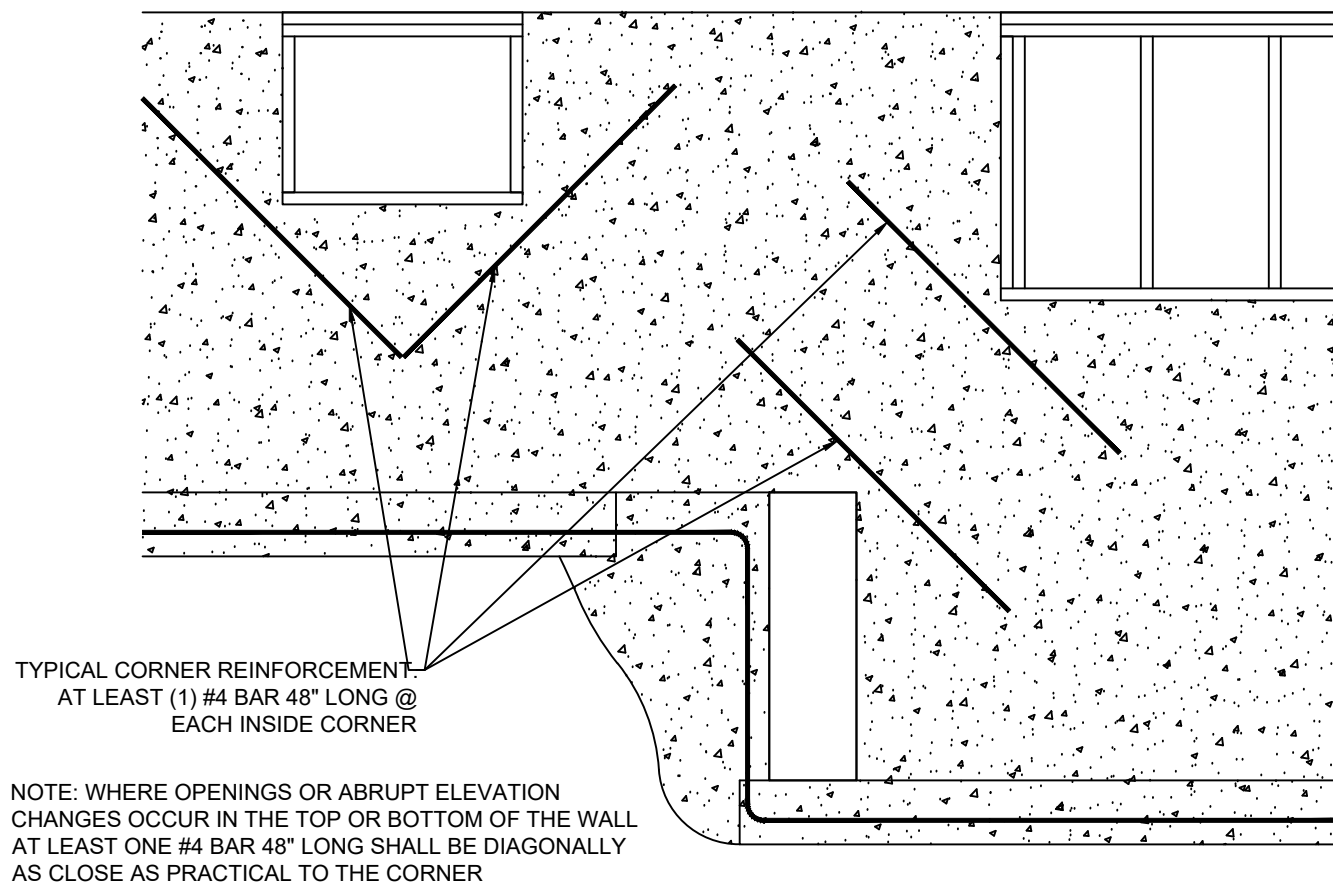 TYPICAL CORNER REINFORCEMENT:
AT LEAST (1) #4 BAR 48" LONG @
EACH INSIDE CORNER
NOTE: WHERE OPENINGS OR ABRUPT ELEVATION
CHANGES OCCUR IN THE TOP OR BOTTOM OF THE WALL
AT LEAST ONE #4 BAR 48" LONG SHALL BE DIAGONALLY
AS CLOSE AS PRACTICAL TO THE CORNER